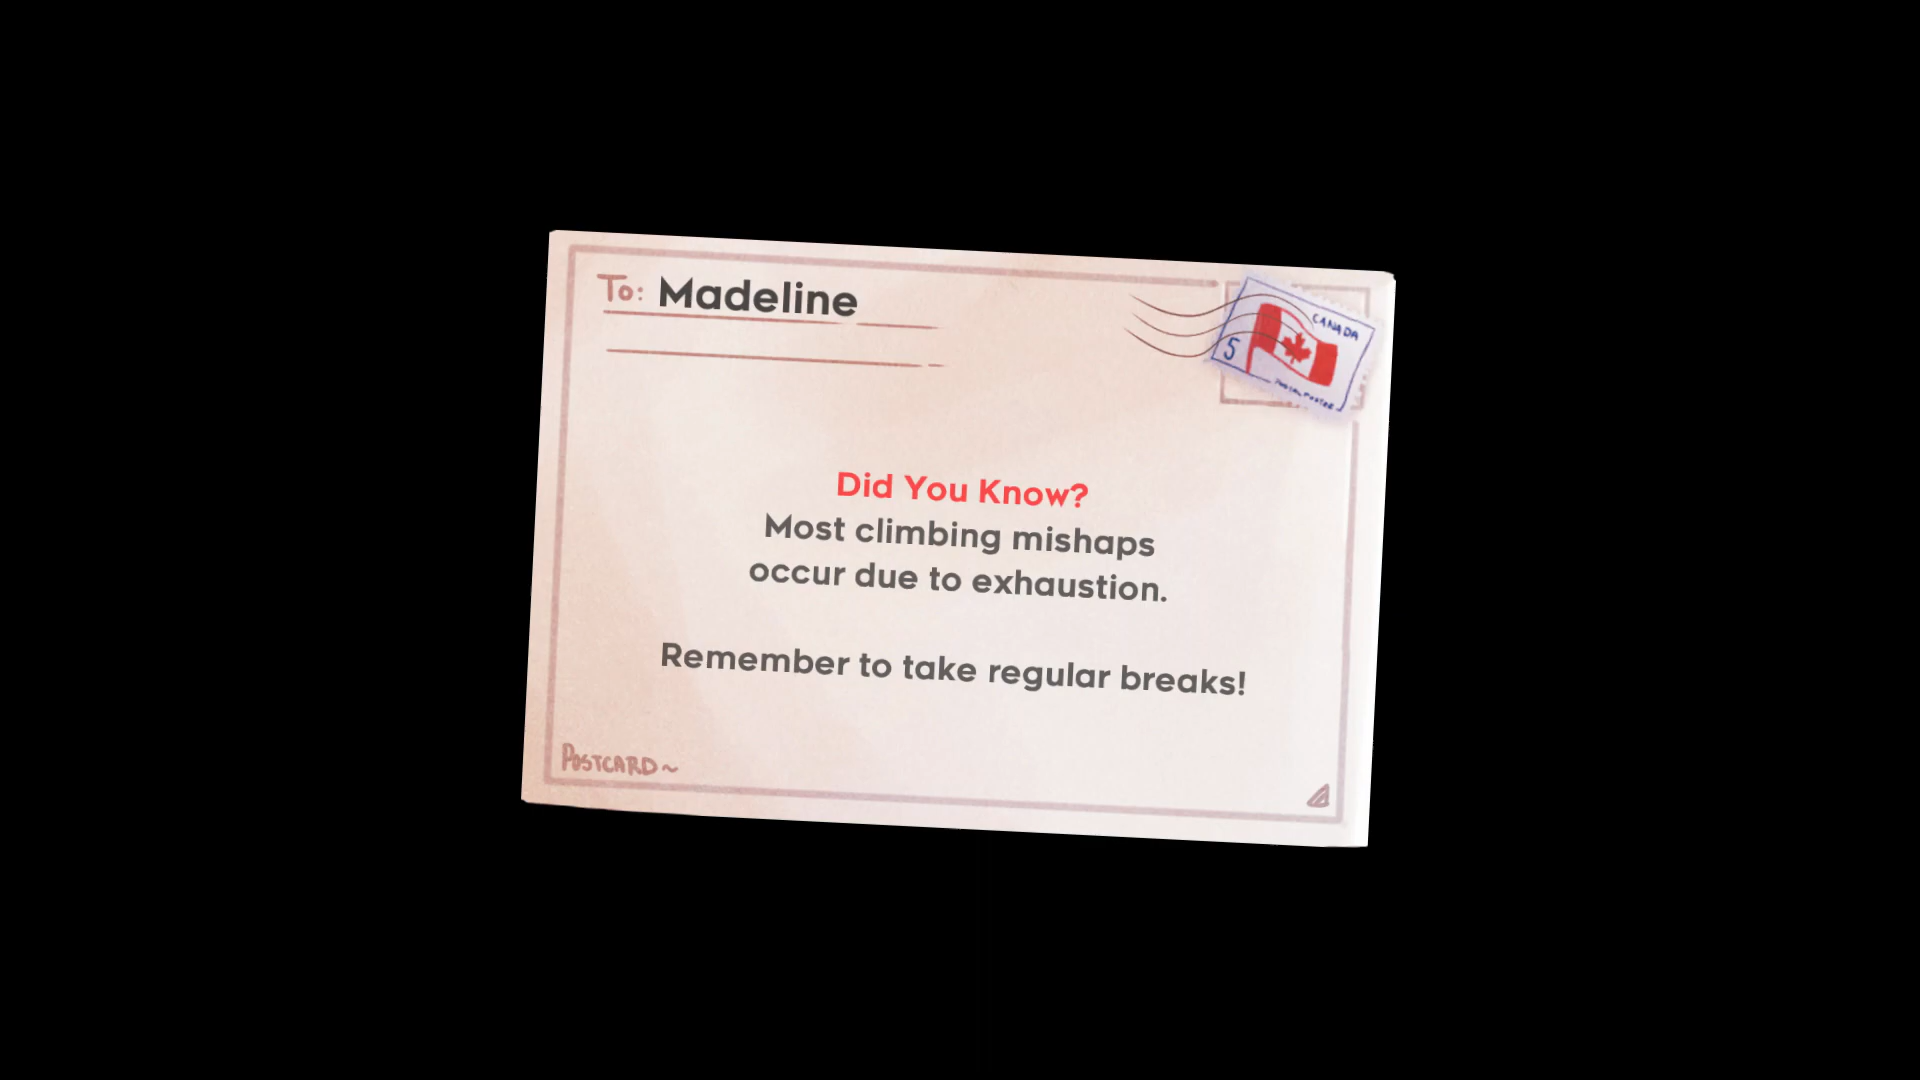 To: Madeline
CANADA
5
Did You Know?
Most climbing mishaps
occur due to exhaustion.
Remember to take regular breaks!
POSTCARD~